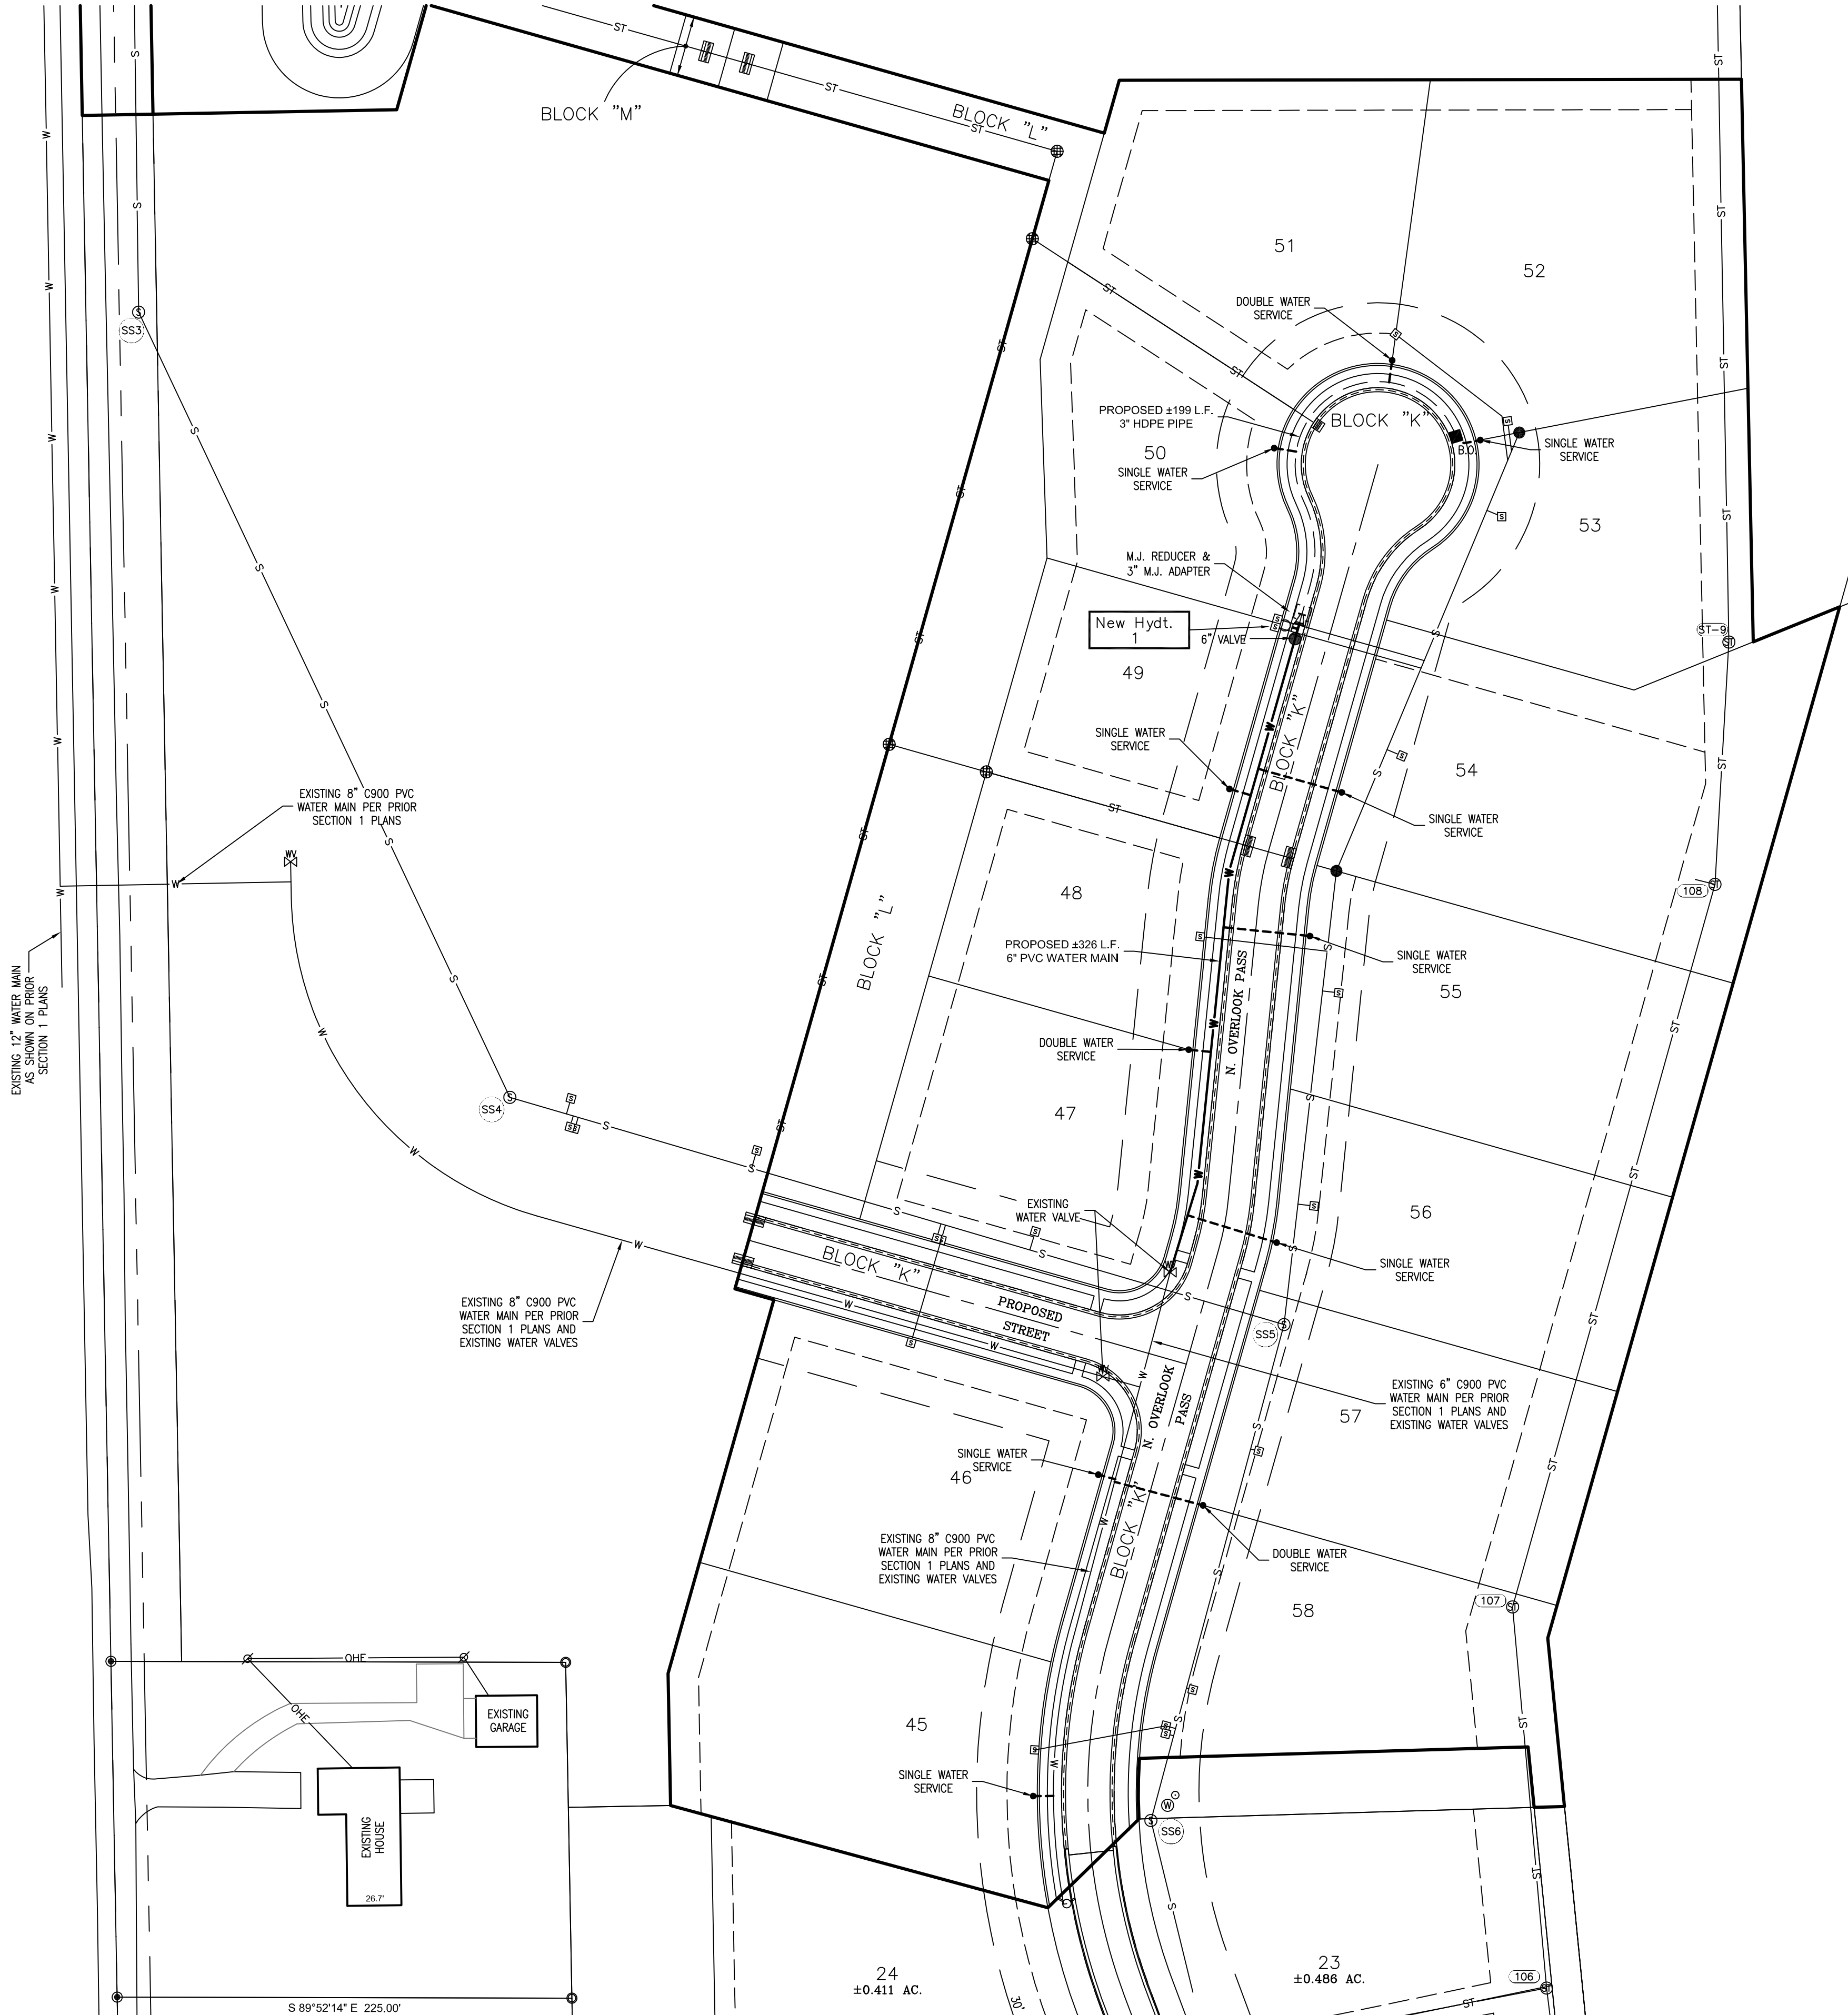 BLOCK "M"
BLOCK "L"
ST
ST
ST
W
S
SS3
51
52
DOUBLE WATER
SERVICE
PROPOSED ±199 L.F.
3" HDPE PIPE
BLOCK "K"
50
SINGLE WATER
SERVICE
B.O.
SINGLE WATER
SERVICE
53
M.J. REDUCER &
3" M.J. ADAPTER
New Hydt.
1
6" VALVE
ST-9
49
BLOCK "K"
SINGLE WATER
SERVICE
54
SINGLE WATER
SERVICE
EXISTING 8" C900 PVC
WATER MAIN PER PRIOR
SECTION 1 PLANS
WV
108
48
BLOCK "L"
PROPOSED ±326 L.F.
6" PVC WATER MAIN
N. OVERLOOK PASS
SINGLE WATER
SERVICE
55
EXISTING 12" WATER MAIN
AS SHOWN ON PRIOR
SECTION 1 PLANS
DOUBLE WATER
SERVICE
SS4
47
EXISTING
WATER VALVE
56
SINGLE WATER
SERVICE
BLOCK "K"
PROPOSED
STREET
EXISTING 8" C900 PVC
WATER MAIN PER PRIOR
SECTION 1 PLANS AND
EXISTING WATER VALVES
SS5
N. OVERLOOK
PASS
57
EXISTING 6" C900 PVC
WATER MAIN PER PRIOR
SECTION 1 PLANS AND
EXISTING WATER VALVES
SINGLE WATER
SERVICE
46
BLOCK "K"
EXISTING 8" C900 PVC
WATER MAIN PER PRIOR
SECTION 1 PLANS AND
EXISTING WATER VALVES
DOUBLE WATER
SERVICE
107
58
OHE
OHE
EXISTING
GARAGE
45
SINGLE WATER
SERVICE
EXISTING
HOUSE
26.7'
W
SS6
24
±0.411 AC.
30'
23
±0.486 AC.
106
ST
S 89°52'14" E 225.00'